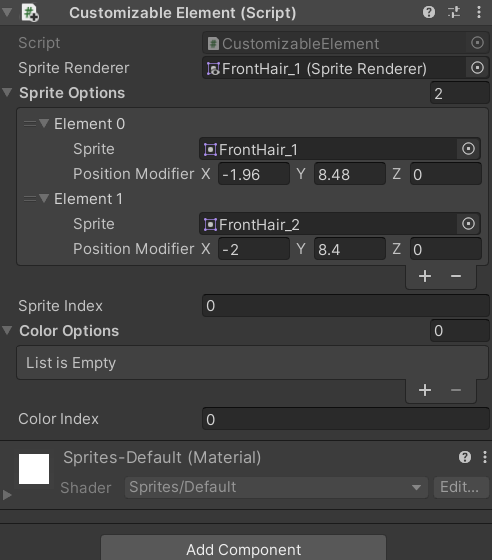 Customizable Element (Script)
Script CustomizableElement
Sprite Renderer FrontHair_1 (Sprite Renderer)
Sprite Options 2
Element 0
Sprite FrontHair_1
Position Modifier X -1.96 Y 8.48 Z 0
Element 1
Sprite FrontHair_2
Position Modifier X -2 Y 8.4 Z 0
+ −
Sprite Index 0
Color Options 0
List is Empty
+ −
Color Index 0
Sprites-Default (Material)
Shader Sprites/Default Edit...
Add Component